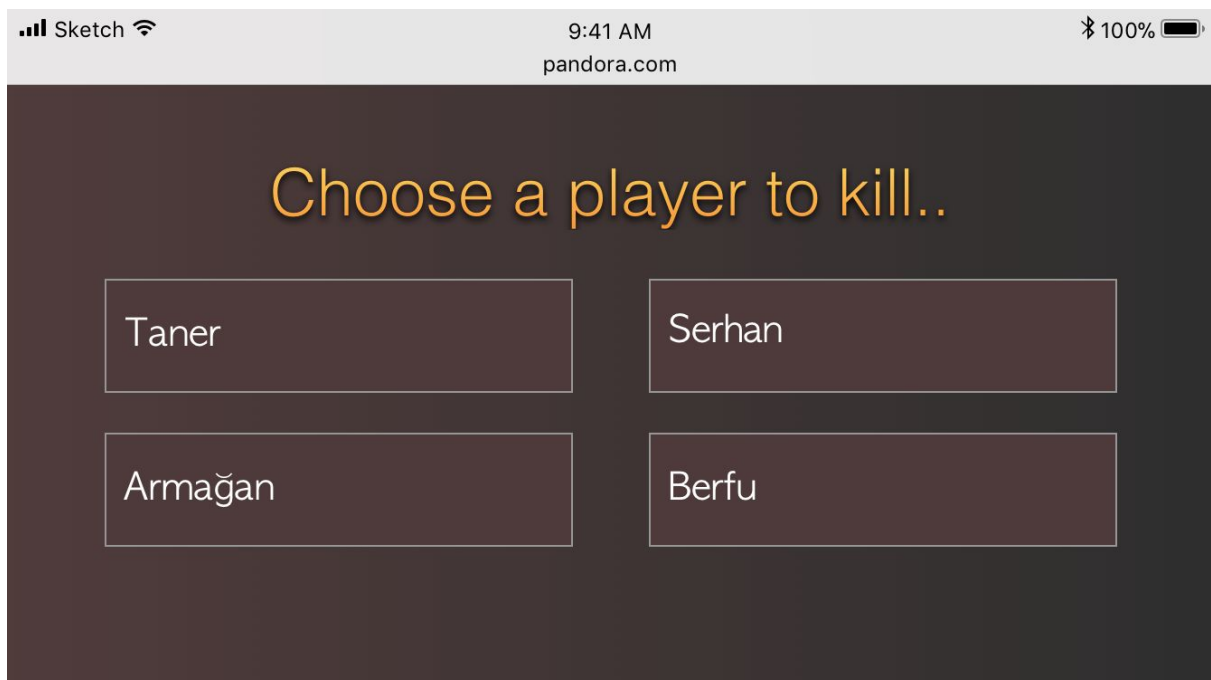 Sketch 9:41 AM 100%
pandora.com
Choose a player to kill..
Taner Serhan
Armağan Berfu